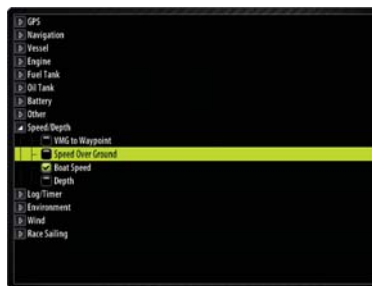 GPS
Navigation
Vessel
Engine
Fuel Tank
Oil Tank
Battery
Other
Speed/Depth
VMG to Waypoint
Speed Over Ground
Boat Speed
Depth
Log/Timer
Environment
Wind
Race Sailing